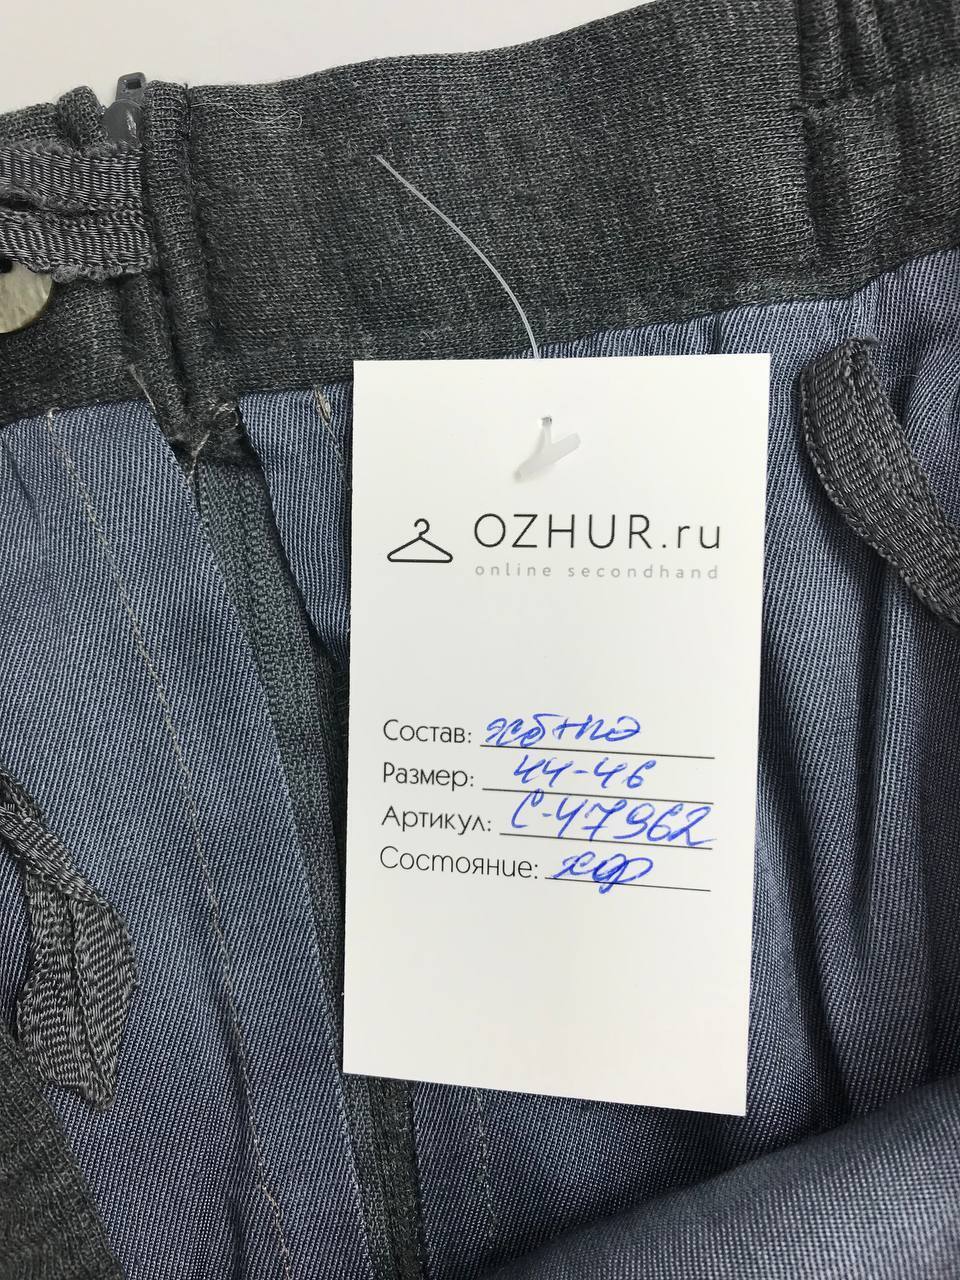 OZHUR.ru
online secondhand
Состав: хб+пэ
Размер: 44-46
Артикул: С-47962
Состояние: хор